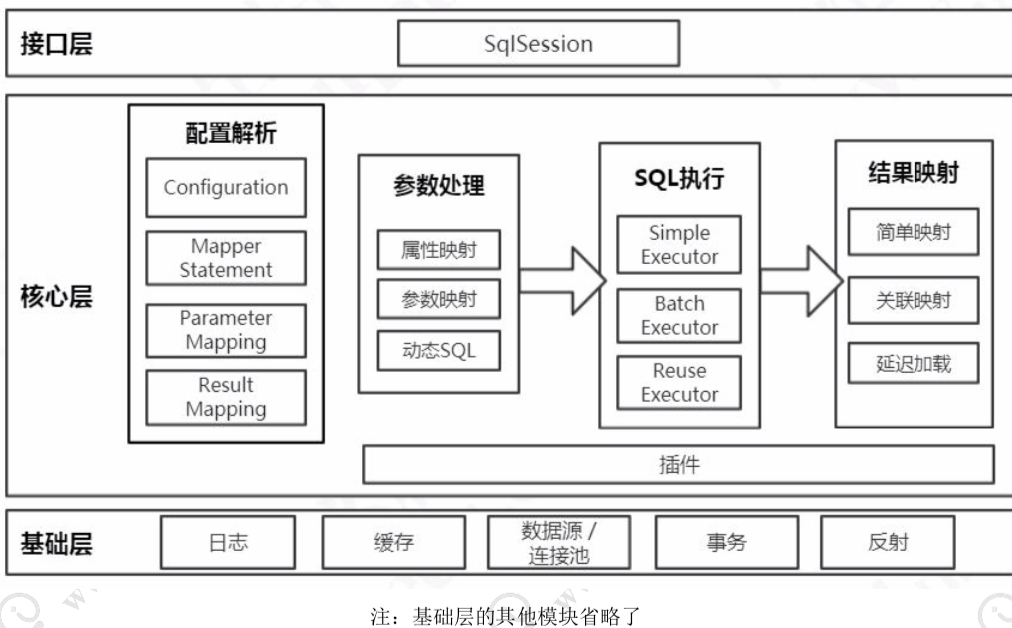 接口层
SqlSession
核心层
配置解析
Configuration
Mapper
Statement
Parameter
Mapping
Result
Mapping
参数处理
属性映射
参数映射
动态SQL
SQL执行
Simple
Executor
Batch
Executor
Reuse
Executor
结果映射
简单映射
关联映射
延迟加载
插件
基础层
日志
缓存
数据源 /
连接池
事务
反射
注：基础层的其他模块省略了